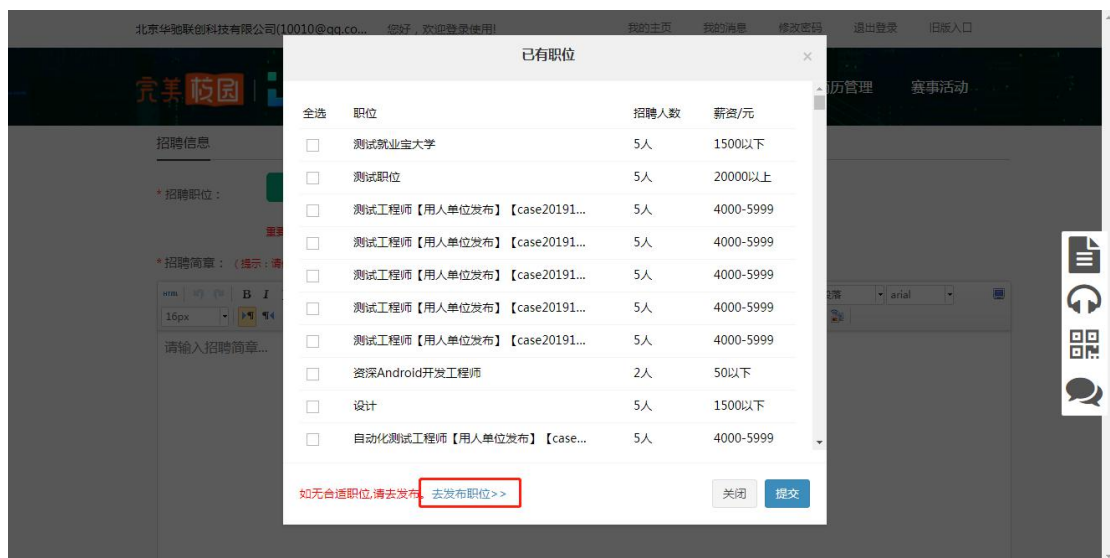 北京华驰联创科技有限公司(10010@qq.co... 您好，欢迎登录使用! 我的主页 我的消息 修改密码 退出登录 旧版入口
已有职位 ×
完美校园 历管理 赛事活动
全选 职位 招聘人数 薪资/元
招聘信息
测试就业宝大学 5人 1500以下
测试职位 5人 20000以上
* 招聘职位：
测试工程师【用人单位发布】【case20191... 5人 4000-5999
重要
测试工程师【用人单位发布】【case20191... 5人 4000-5999
* 招聘简章：（提示：请
测试工程师【用人单位发布】【case20191... 5人 4000-5999
HTML B I arial
测试工程师【用人单位发布】【case20191... 5人 4000-5999
16px
测试工程师【用人单位发布】【case20191... 5人 4000-5999
请输入招聘简章...
资深Android开发工程师 2人 50以下
设计 5人 1500以下
自动化测试工程师【用人单位发布】【case... 5人 4000-5999
如无合适职位,请去发布。去发布职位>> 关闭 提交